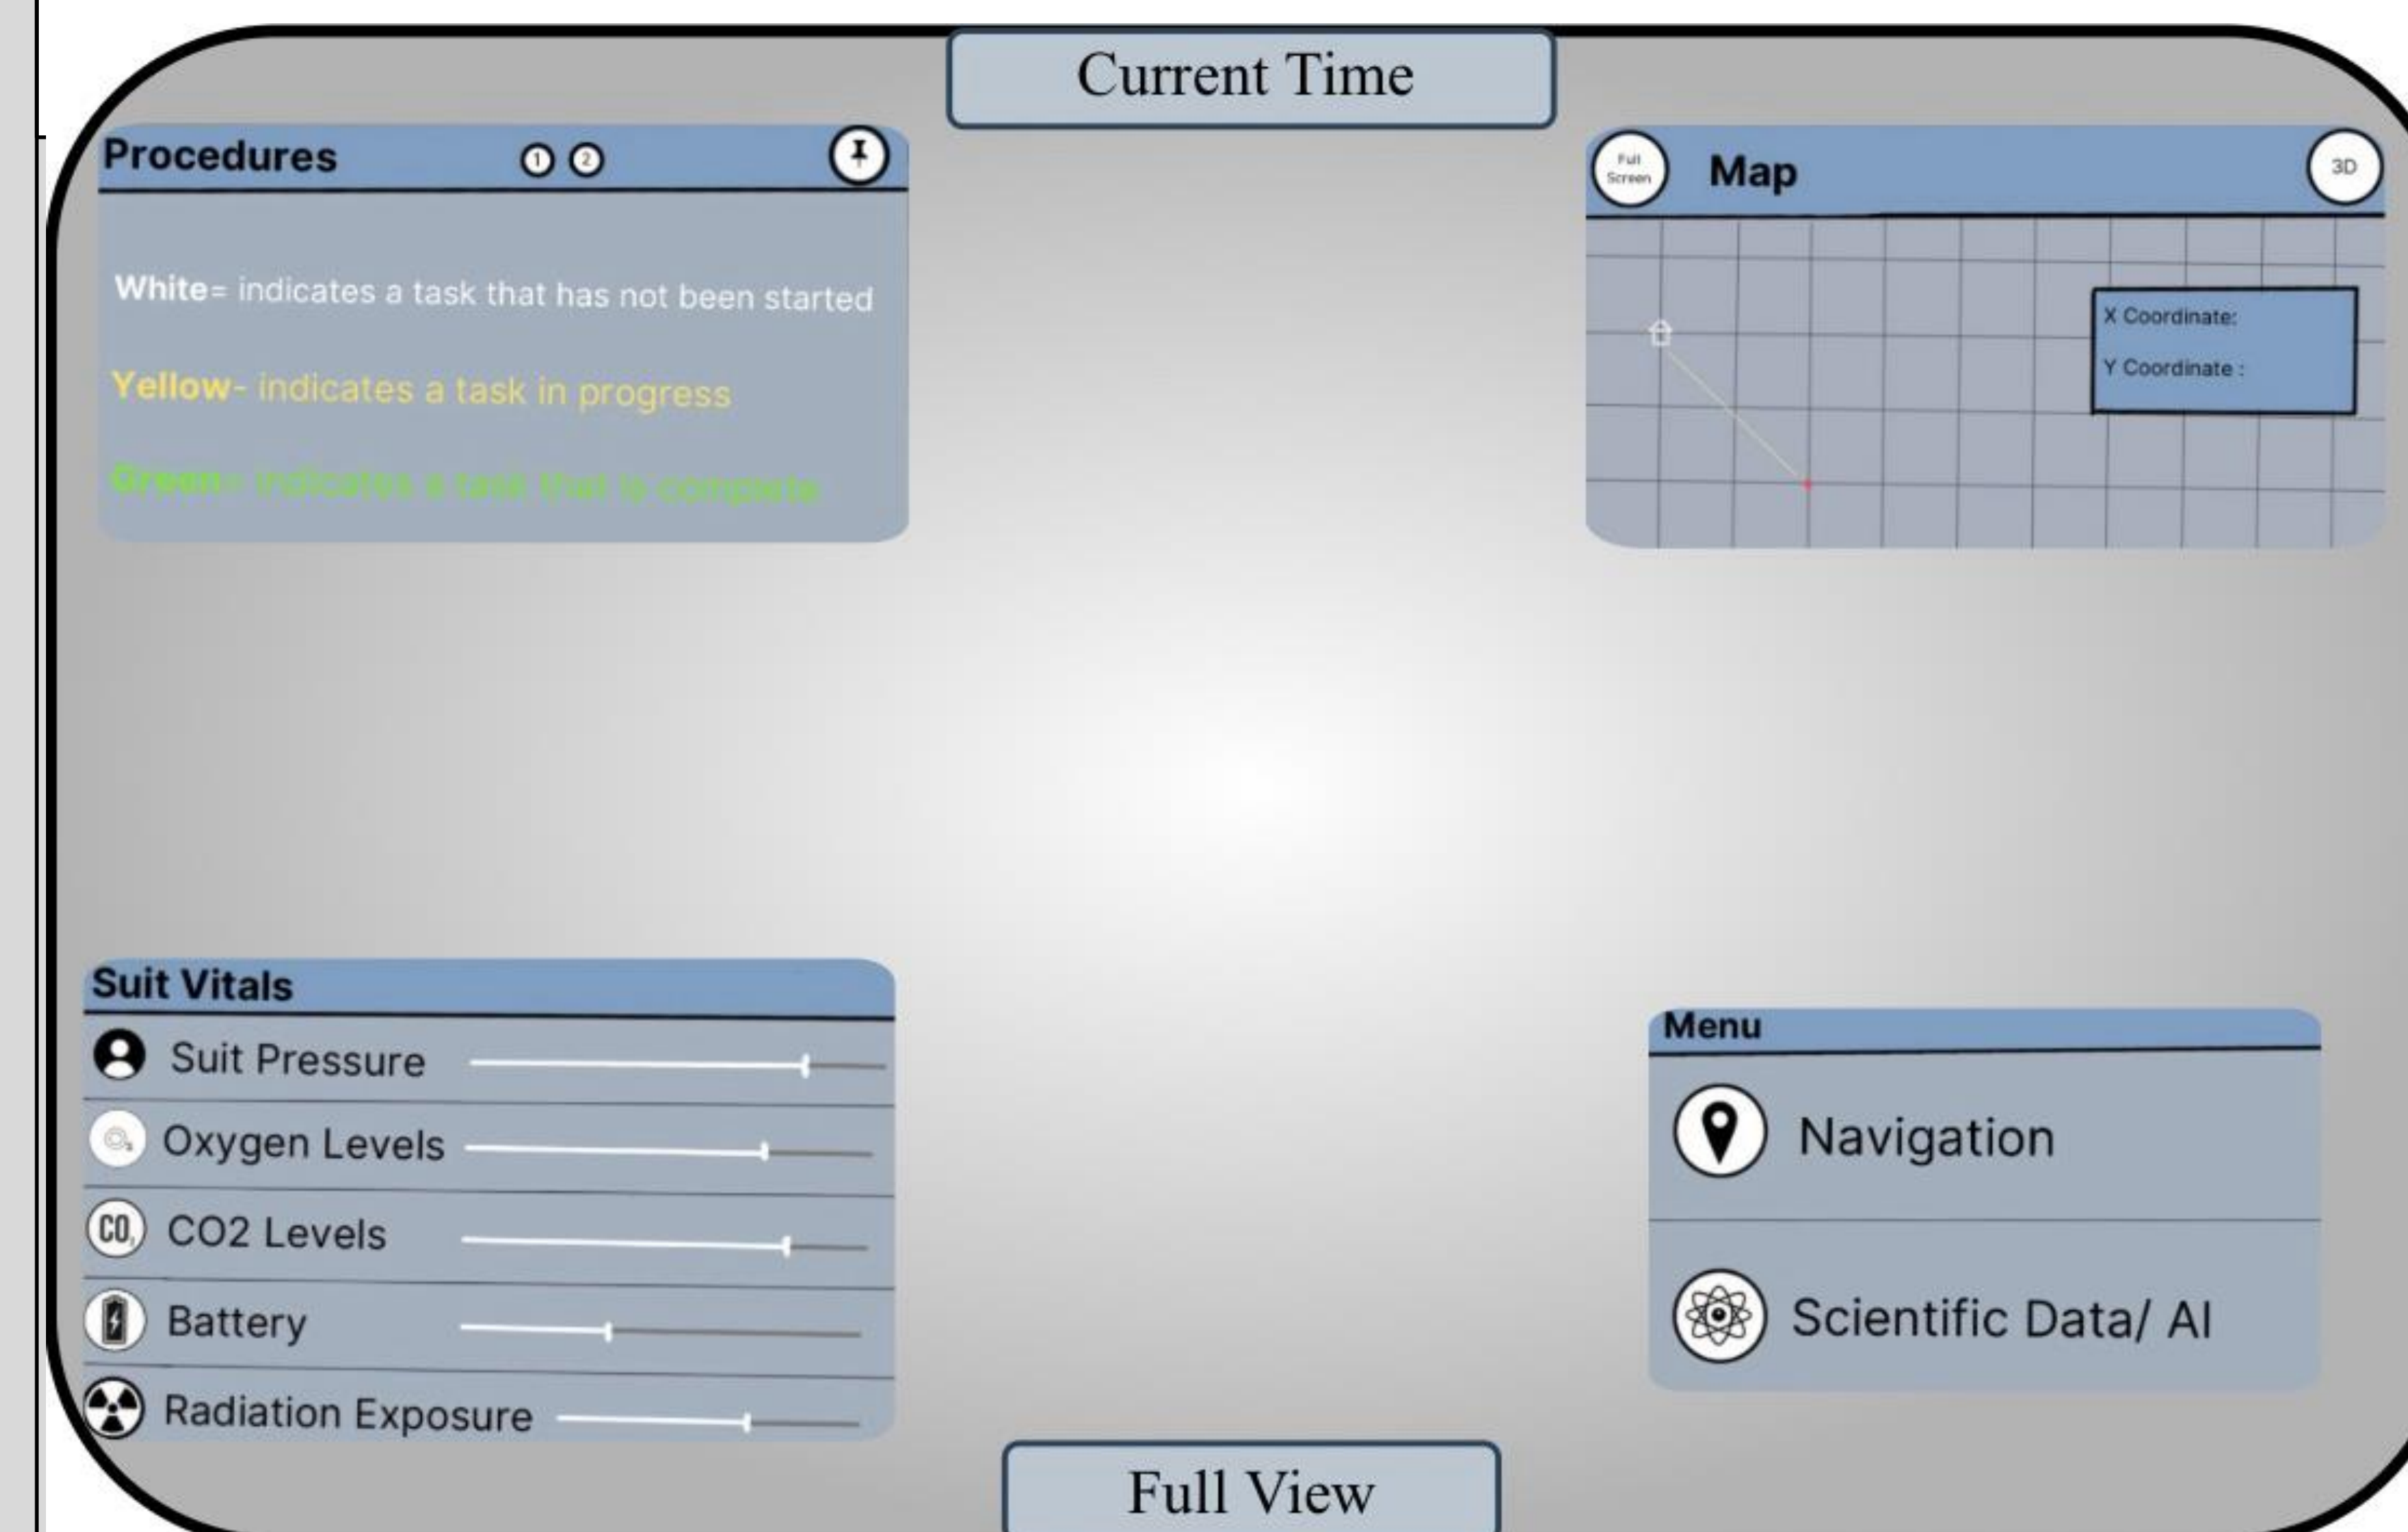 Current Time
Procedures 1 2
White= indicates a task that has not been started
Yellow- indicates a task in progress
Green= indicates a task that is complete
Full
Screen
Map
3D
X Coordinate:
Y Coordinate :
Suit Vitals
Suit Pressure
Oxygen Levels
CO2 CO2 Levels
Battery
Radiation Exposure
Menu
Navigation
Scientific Data/ AI
Full View